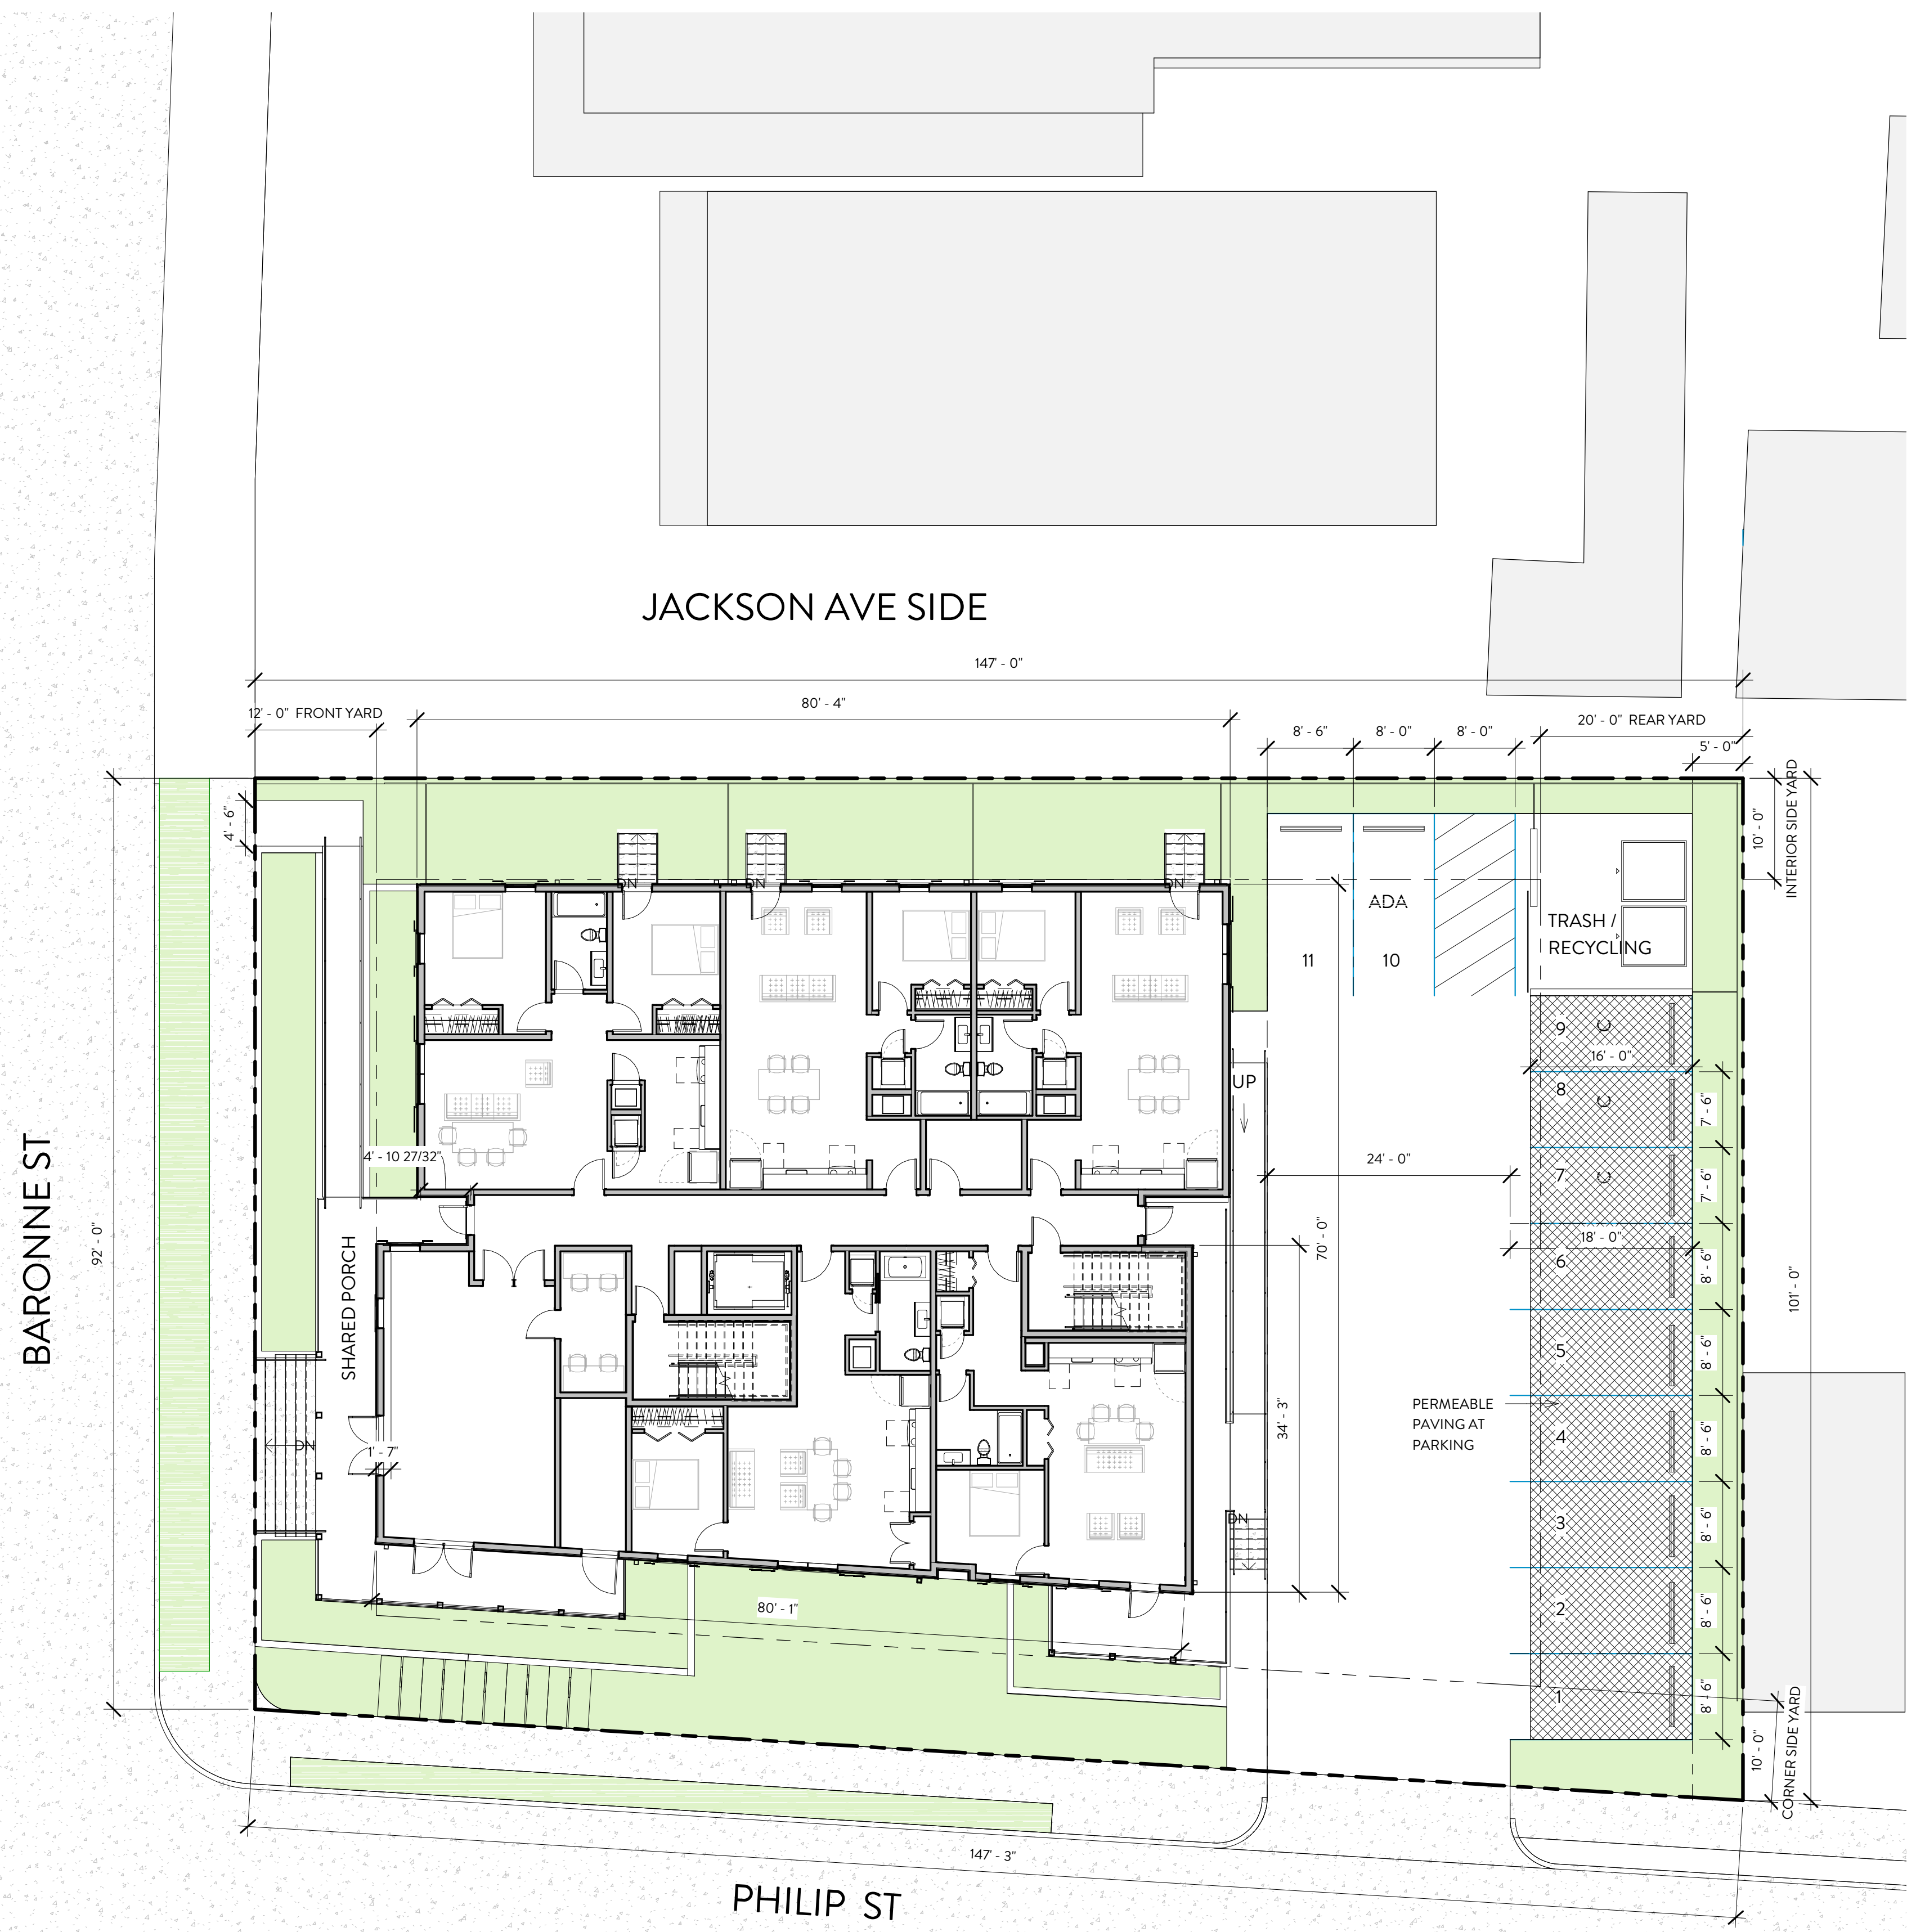 JACKSON AVE SIDE
147' - 0"
12' - 0" FRONT YARD
80' - 4"
8' - 6"
8' - 0"
8' - 0"
20' - 0" REAR YARD
5' - 0"
4' - 6"
10' - 0"
INTERIOR SIDE YARD
DN
DN
DN
ADA
11
10
TRASH /
RECYCLING
9
C
16' - 0"
UP
8
C
7' - 6"
4' - 10 27/32"
24' - 0"
7
C
7' - 6"
BARONNE ST
92' - 0"
SHARED PORCH
70' - 0"
18' - 0"
6
8' - 6"
101' - 0"
5
8' - 6"
34' - 3"
PERMEABLE
PAVING AT
PARKING
4
8' - 6"
DN
1' - 7"
DN
3
8' - 6"
80' - 1"
2
8' - 6"
1
8' - 6"
10' - 0"
CORNER SIDE YARD
147' - 3"
PHILIP ST